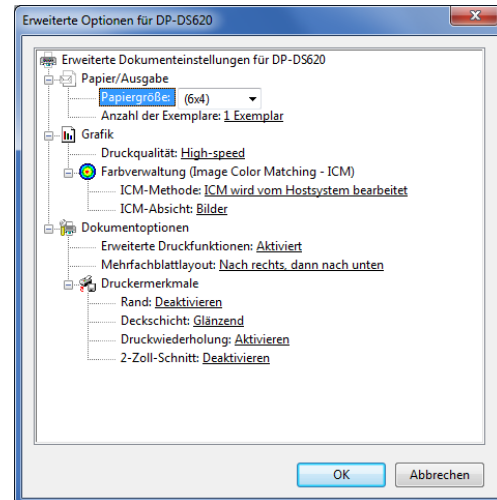 Erweiterte Optionen für DP-DS620
Erweiterte Dokumenteinstellungen für DP-DS620
Papier/Ausgabe
Papiergröße: (6x4)
Anzahl der Exemplare: 1 Exemplar
Grafik
Druckqualität: High-speed
Farbverwaltung (Image Color Matching - ICM)
ICM-Methode: ICM wird vom Hostsystem bearbeitet
ICM-Absicht: Bilder
Dokumentoptionen
Erweiterte Druckfunktionen: Aktiviert
Mehrfachblattlayout: Nach rechts, dann nach unten
Druckermerkmale
Rand: Deaktivieren
Deckschicht: Glänzend
Druckwiederholung: Aktivieren
2-Zoll-Schnitt: Deaktivieren
OK Abbrechen